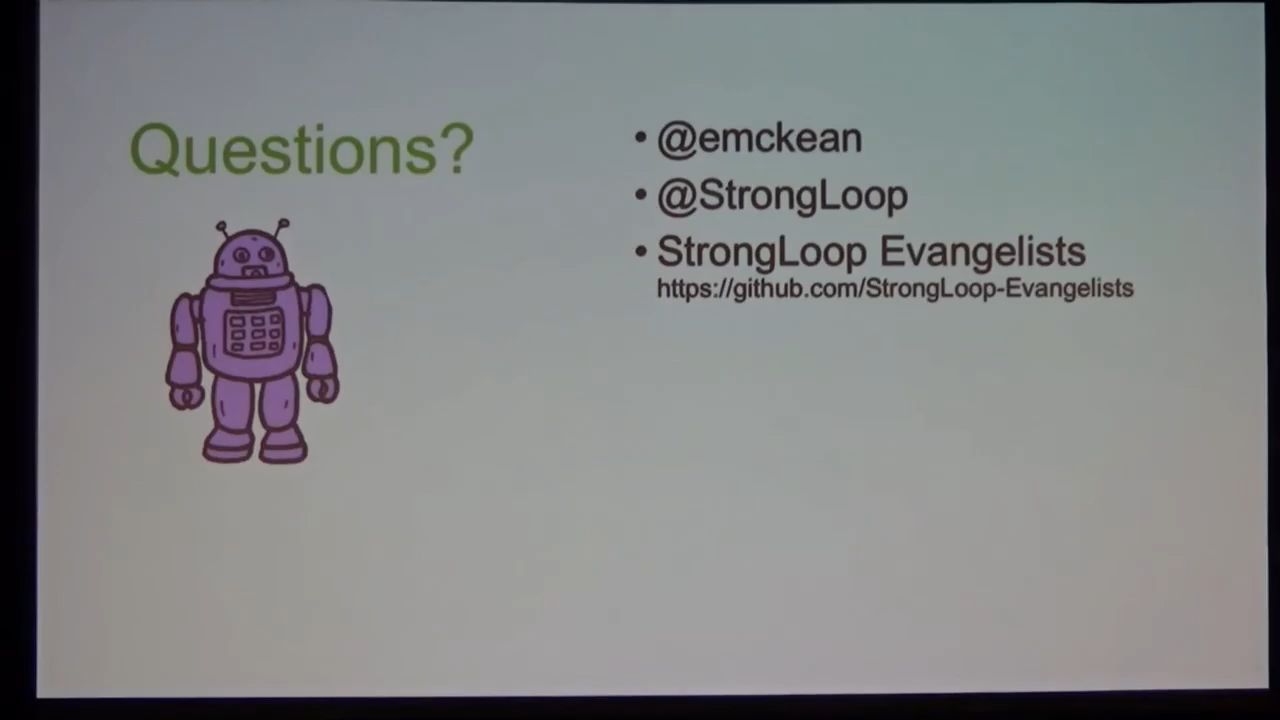 Questions?
• @emckean
• @StrongLoop
• StrongLoop Evangelists
https://github.com/StrongLoop-Evangelists